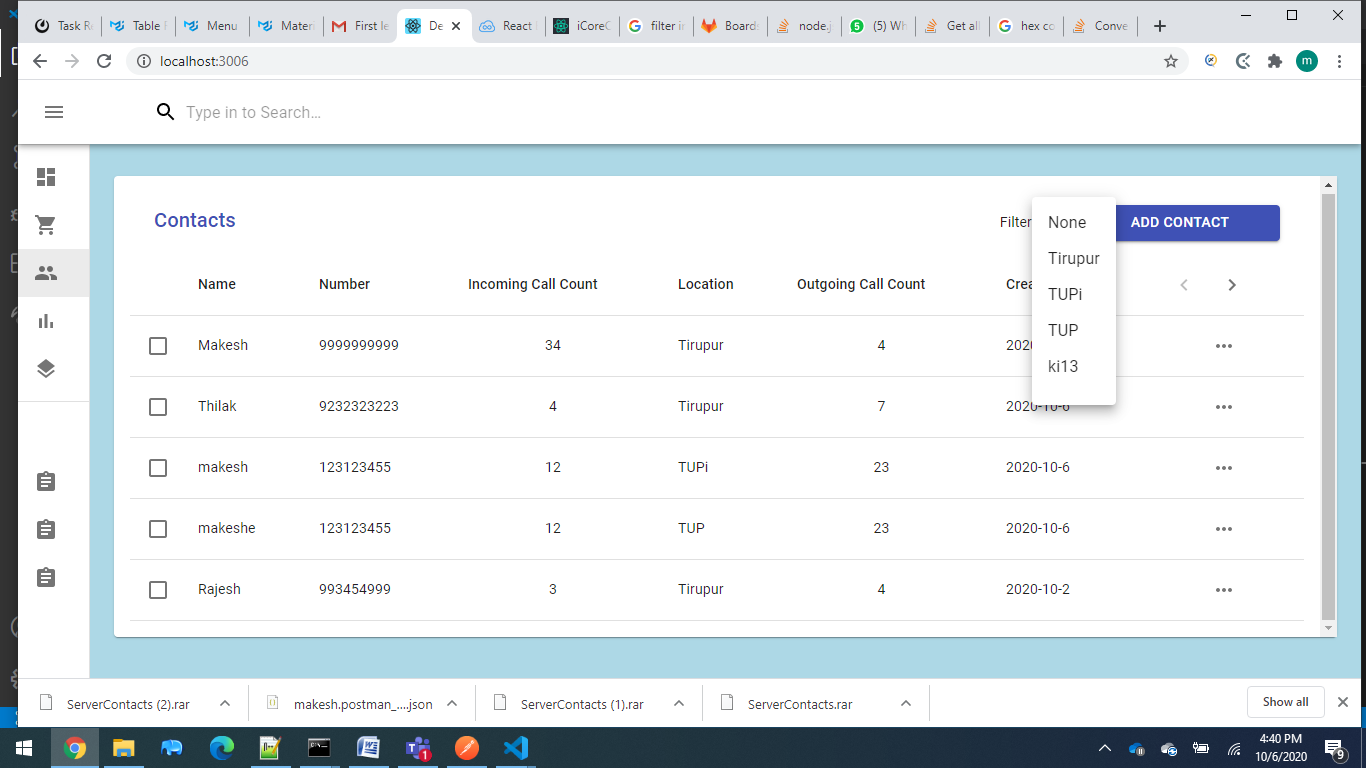 Task Re
Table F
Menu
Materi
First le
De
React
iCoreC
filter in
Boards
node.j
(5) Wh
Get all
hex co
Conve
localhost:3006
m
Type in to Search...
Contacts
Filter
None
ADD CONTACT
Tirupur
TUPi
TUP
ki13
Name Number Incoming Call Count Location Outgoing Call Count Crea
Makesh 9999999999 34 Tirupur 4 2020
Thilak 9232323223 4 Tirupur 7 2020-10-6
makesh 123123455 12 TUPi 23 2020-10-6
makeshe 123123455 12 TUP 23 2020-10-6
Rajesh 993454999 3 Tirupur 4 2020-10-2
ServerContacts (2).rar
makesh.postman_....json
ServerContacts (1).rar
ServerContacts.rar
Show all
1
4:40 PM
10/6/2020
9